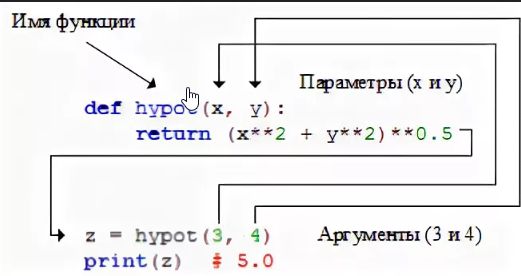 Имя функции
Параметры (x и y)
def hypot(x, y):
return (x**2 + y**2)**0.5
z = hypot(3, 4)
Аргументы (3 и 4)
print(z) # 5.0